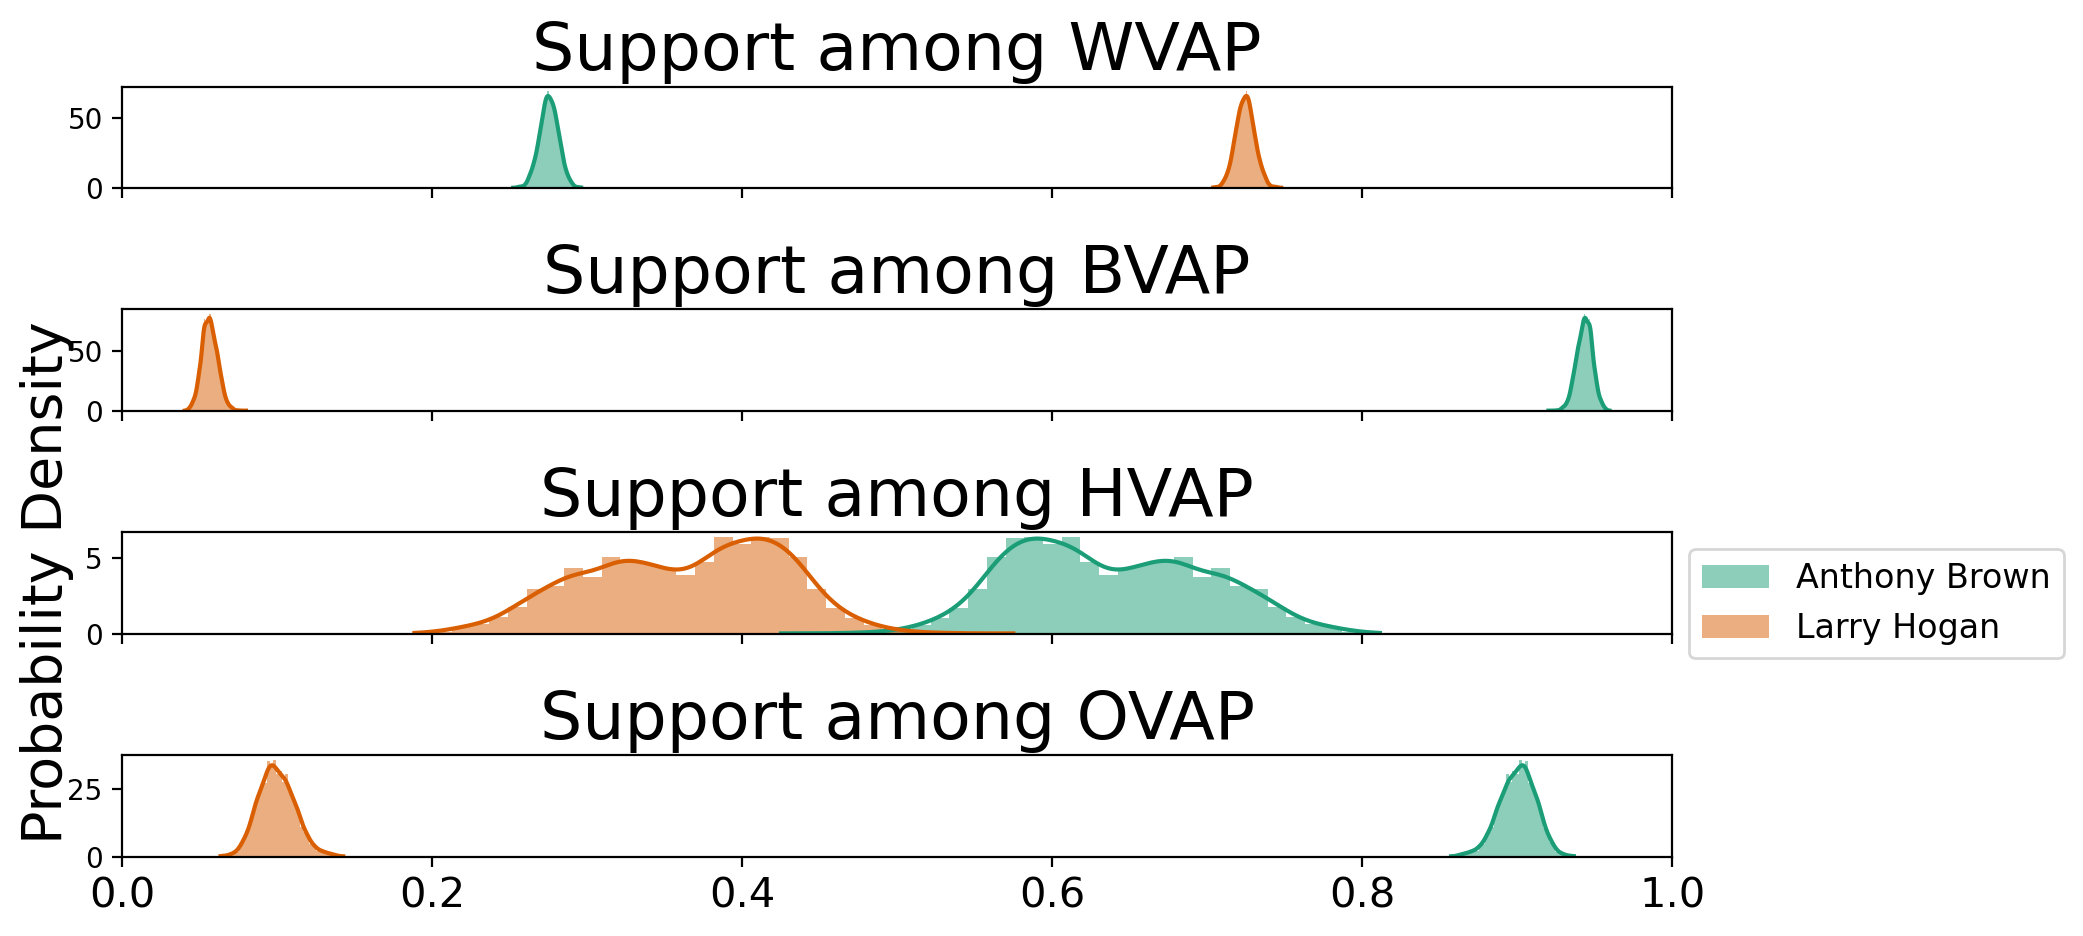 Support among WVAP
50
0
Support among BVAP
50
0
Support among HVAP
5
0
Support among OVAP
25
0
0.0 0.2 0.4 0.6 0.8 1.0
Probability Density
Anthony Brown
Larry Hogan